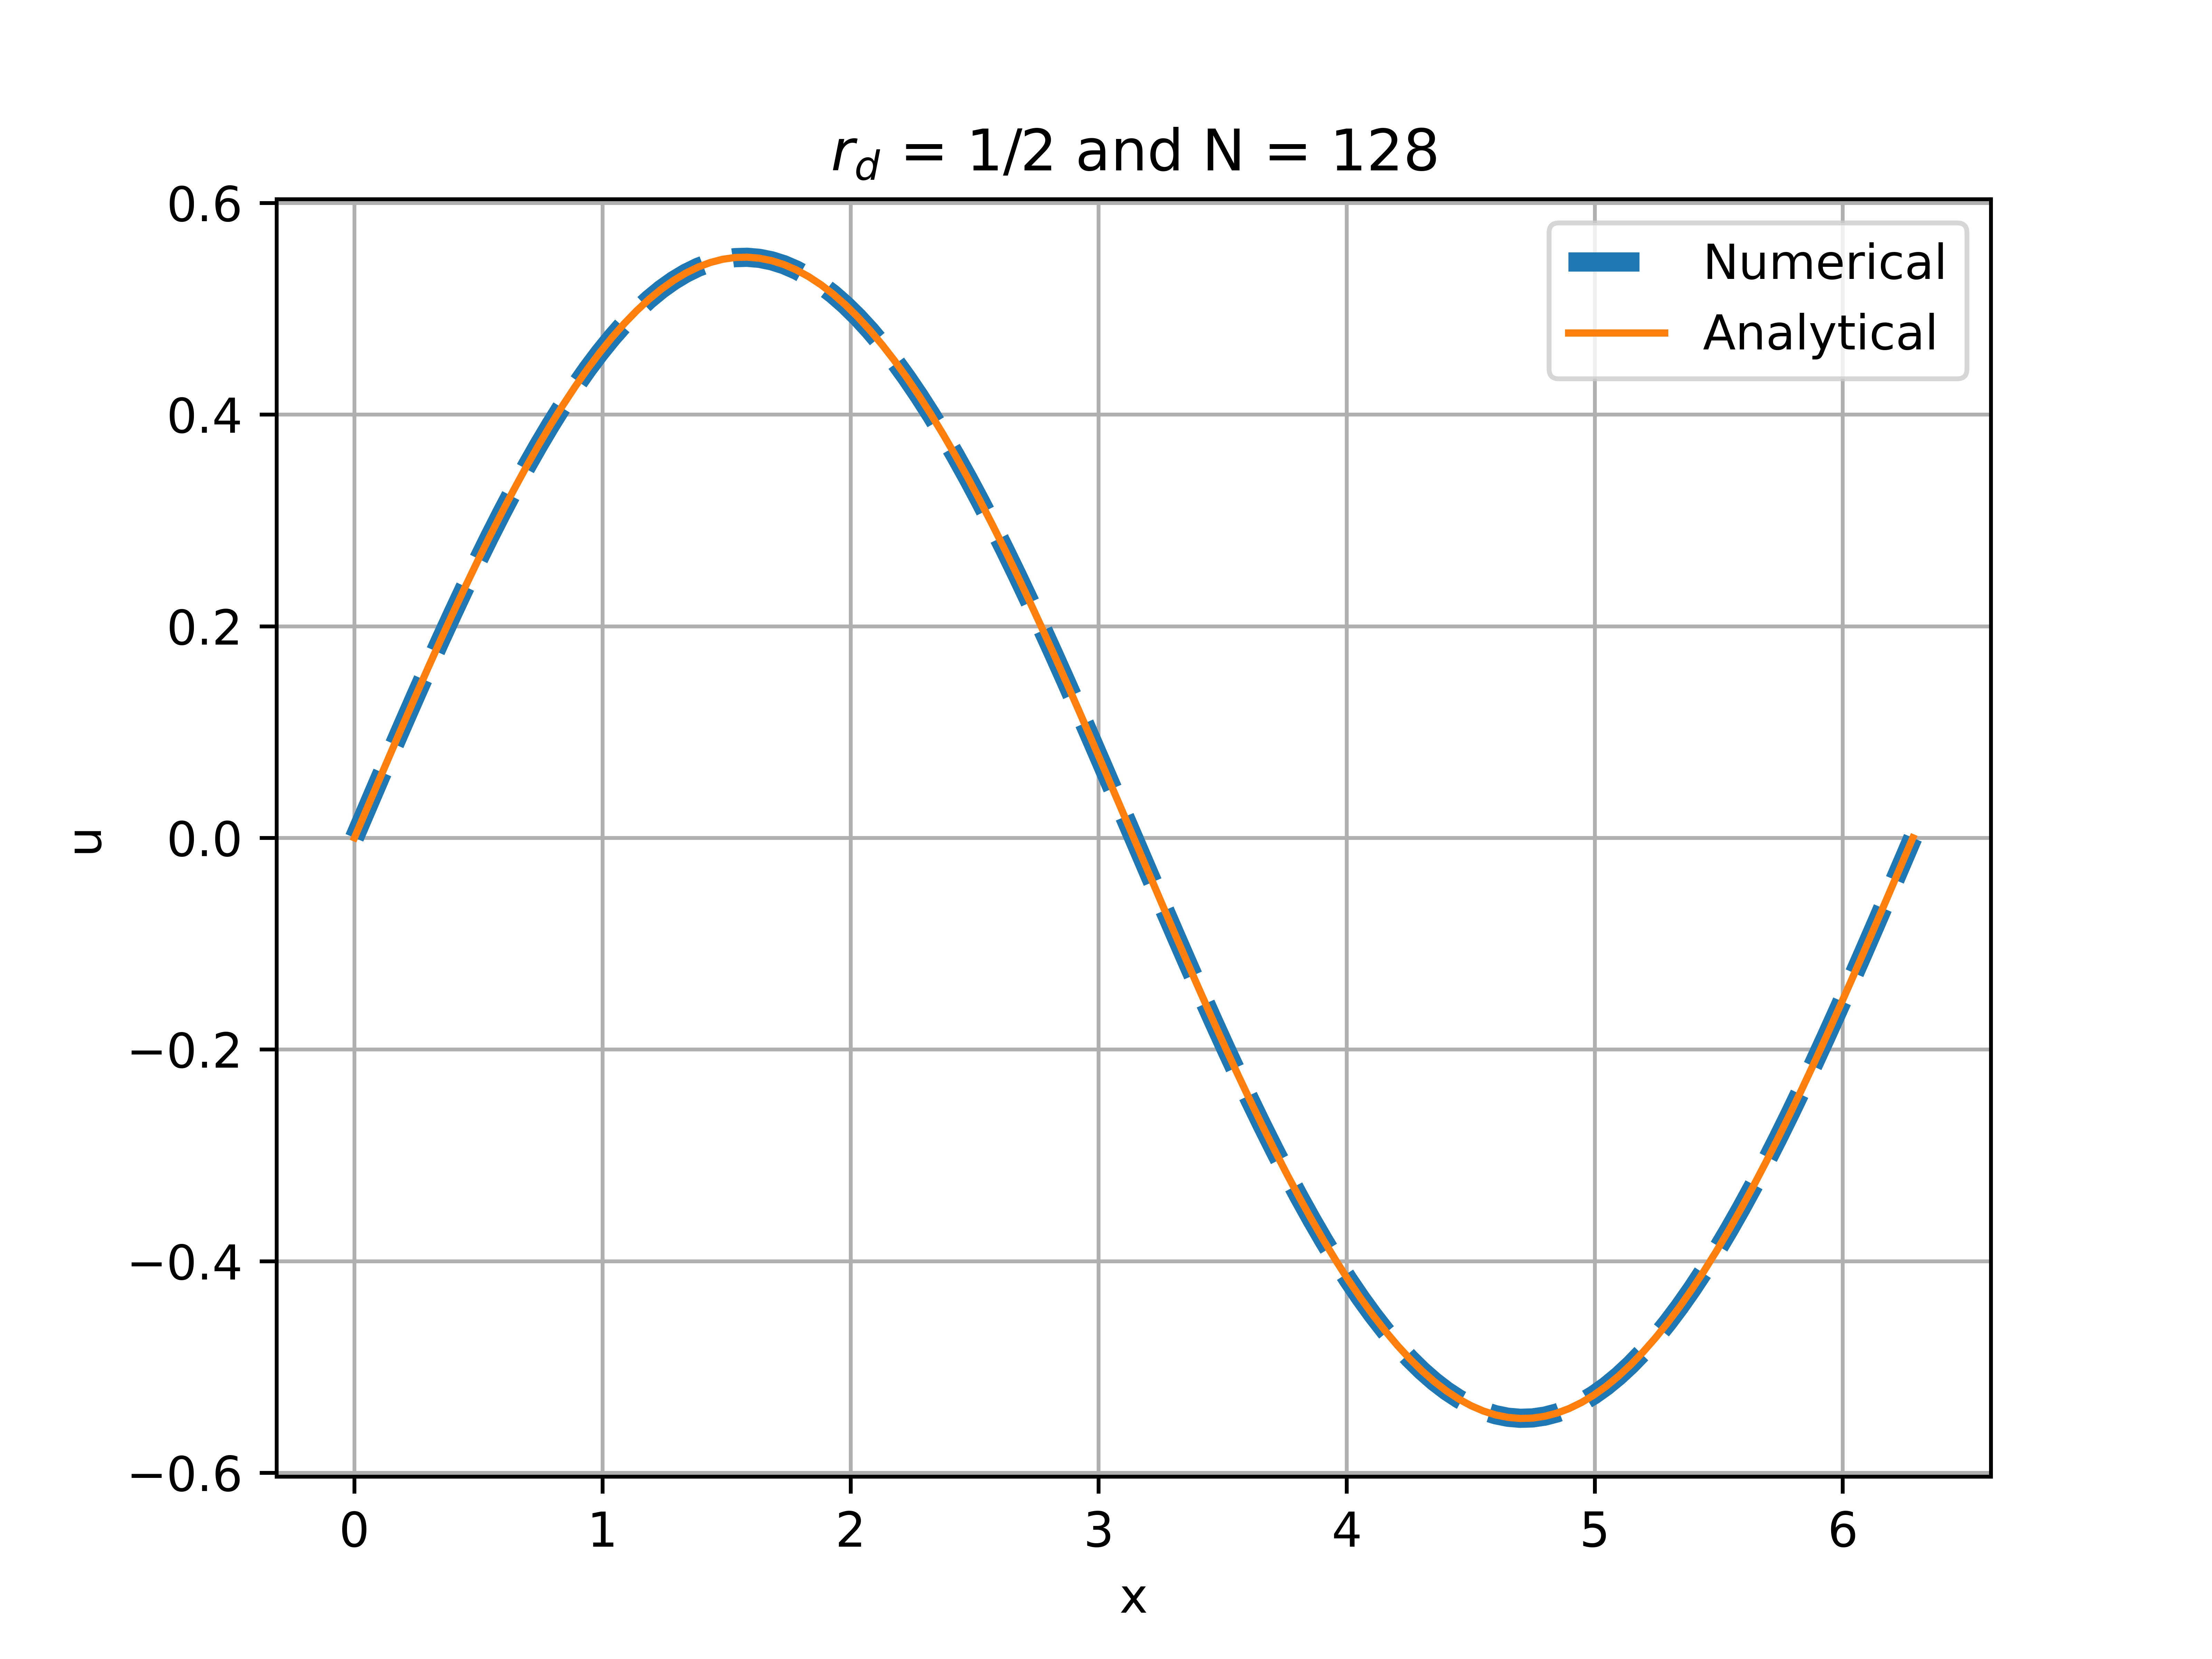 r_d = 1/2 and N = 128
0.6
0.4
0.2
0.0
−0.2
−0.4
−0.6
u
Numerical
Analytical
0 1 2 3 4 5 6
x